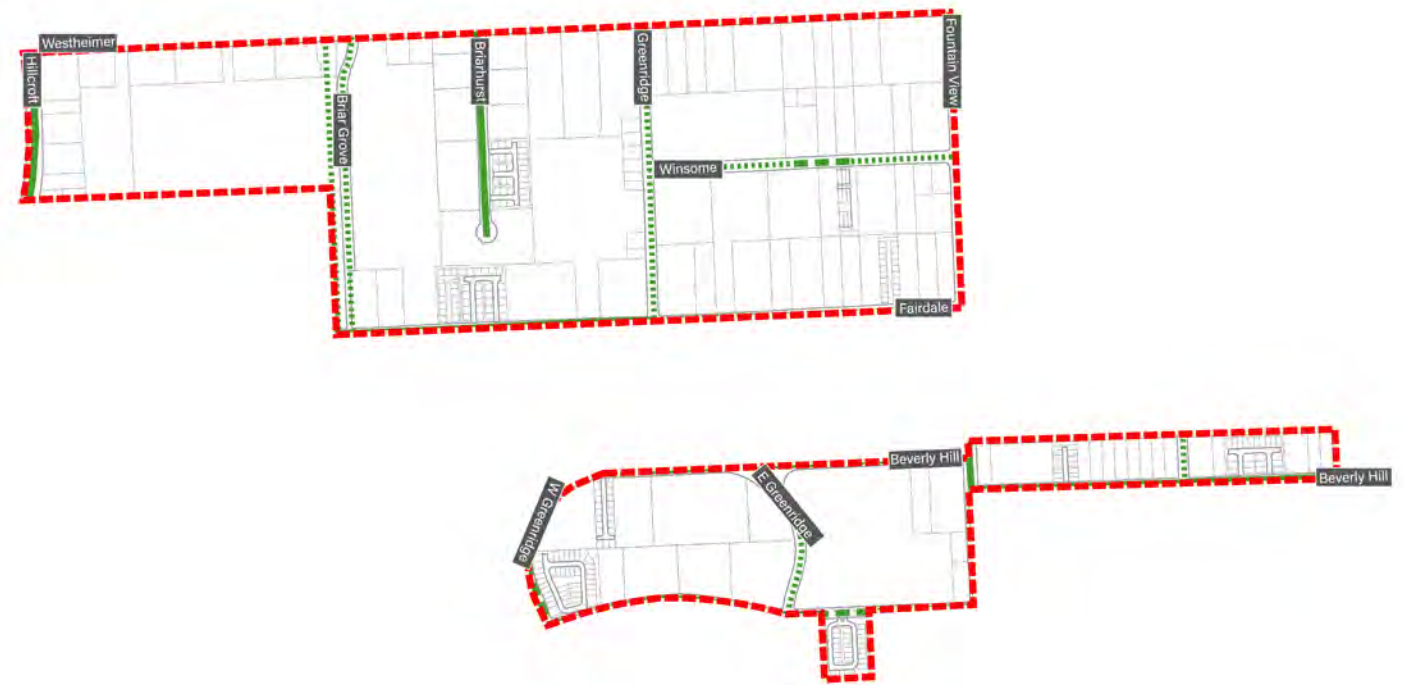 Westheimer
Hillcroft
Briar Grove
Briarhurst
Greenridge
Fountain View
Winsome
Fairdale
Beverly Hill
W Greenridge
E Greenridge
Beverly Hill